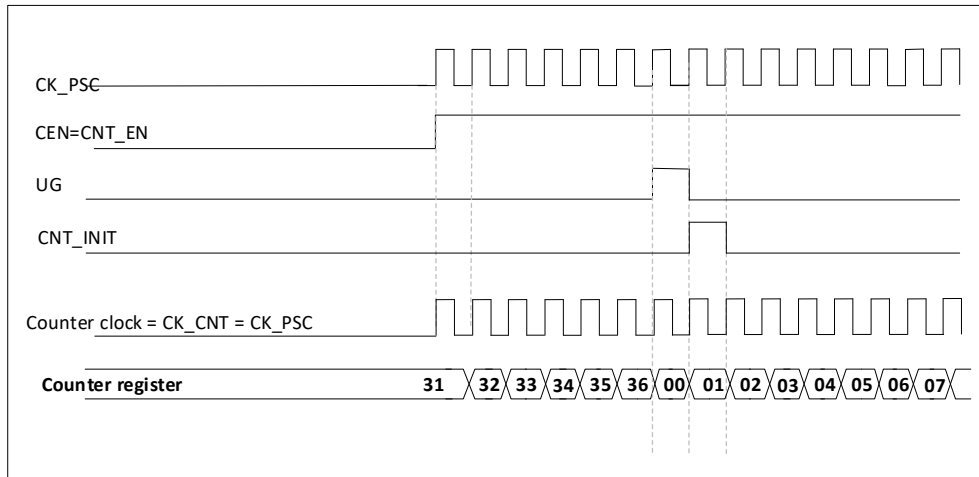 CK_PSC
CEN=CNT_EN
UG
CNT_INIT
Counter clock = CK_CNT = CK_PSC
Counter register 31 32 33 34 35 36 00 01 02 03 04 05 06 07